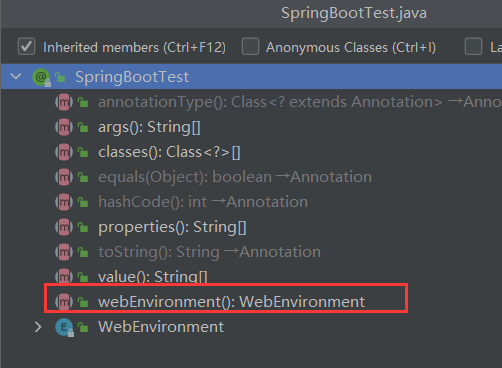 SpringBootTest.java
Inherited members (Ctrl+F12) Anonymous Classes (Ctrl+I) La
SpringBootTest
annotationType(): Class<? extends Annotation> →Anno
args(): String[]
classes(): Class<?>[]
equals(Object): boolean →Annotation
hashCode(): int →Annotation
properties(): String[]
toString(): String →Annotation
value(): String[]
webEnvironment(): WebEnvironment
WebEnvironment